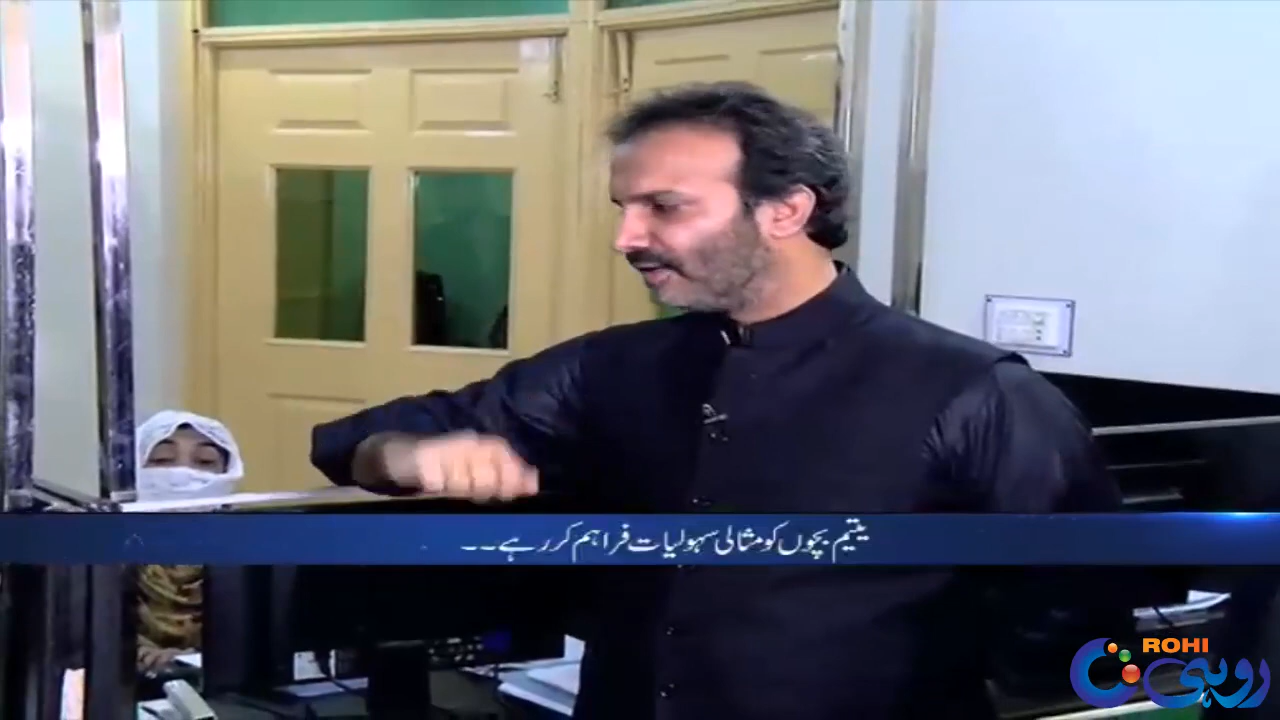 یتیم بچوں کو مثالی سہولیات فراہم کر رہے ۔۔
ROHI
روہی